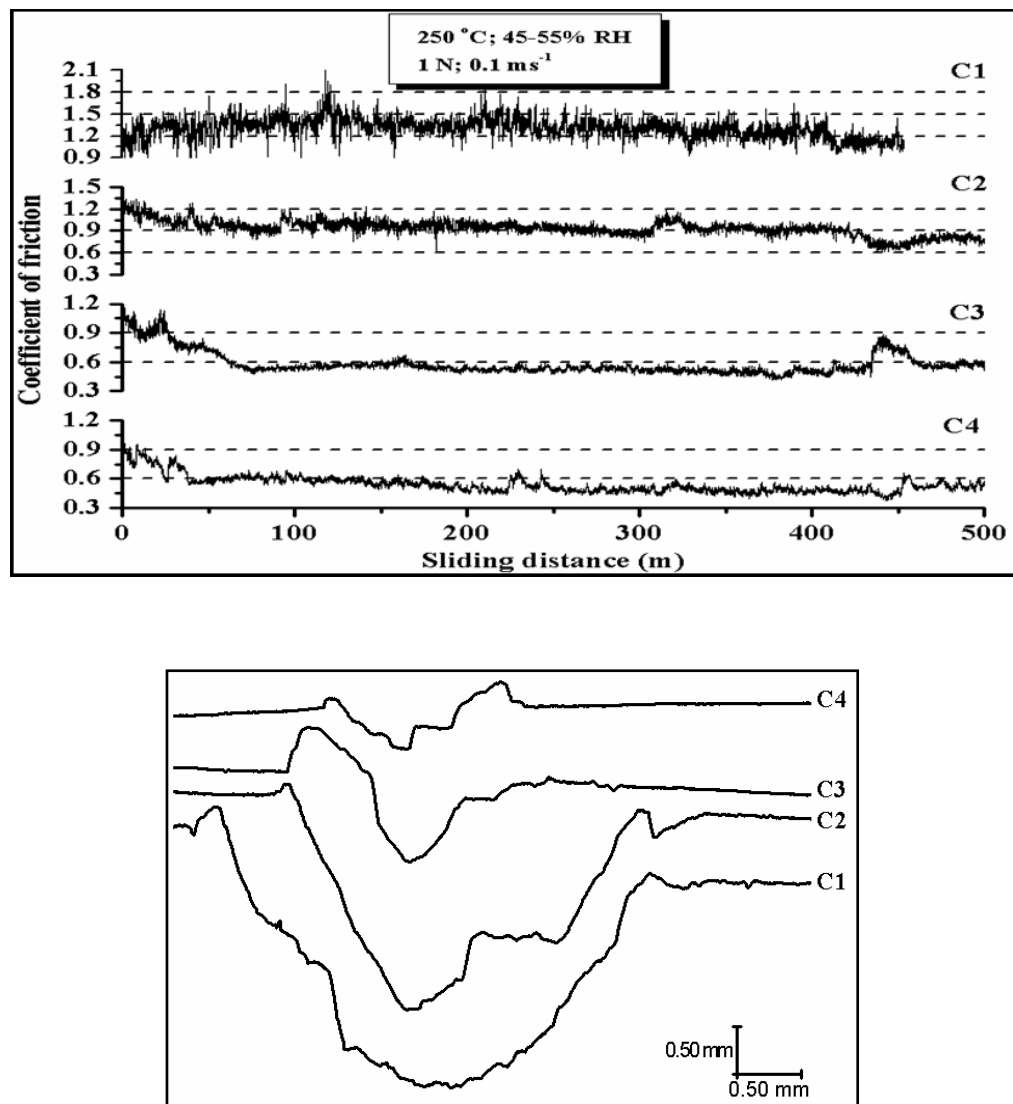 250 °C; 45-55% RH
1 N; 0.1 ms⁻¹
Coefficient of friction
2.1
1.8
1.5
1.2
0.9
C1
1.5
1.2
0.9
0.6
0.3
C2
1.2
0.9
0.6
0.3
C3
1.2
0.9
0.6
0.3
C4
0 100 200 300 400 500
Sliding distance (m)
C4
C3
C2
C1
0.50 mm
0.50 mm